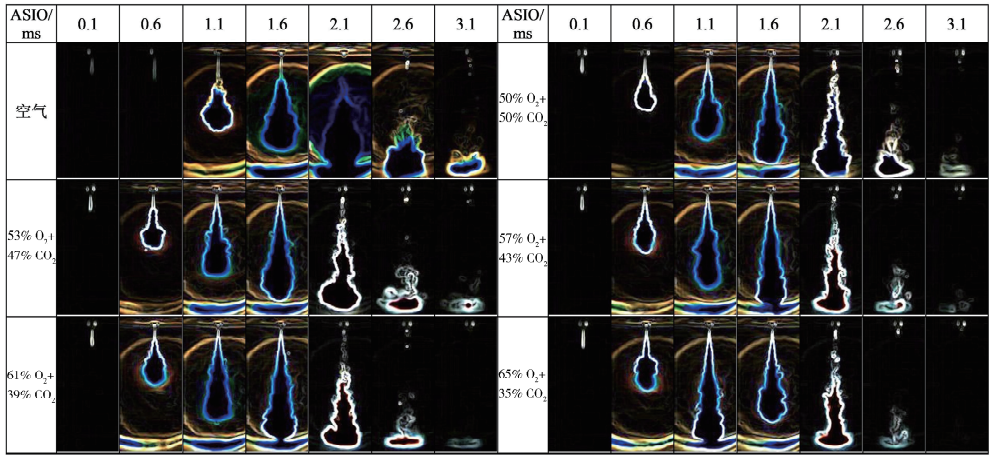 ASIO/ ms 0.1 0.6 1.1 1.6 2.1 2.6 3.1 ASIO/ ms 0.1 0.6 1.1 1.6 2.1 2.6 3.1
空气
50% O₂+
50% CO₂
53% O₂+
47% CO₂
57% O₂+
43% CO₂
61% O₂+
39% CO₂
65% O₂+
35% CO₂